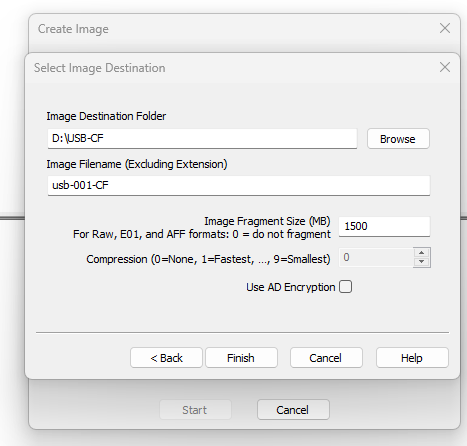 Create Image
Select Image Destination
Image Destination Folder
D:\USB-CF
Browse
Image Filename (Excluding Extension)
usb-001-CF
Image Fragment Size (MB)
For Raw, E01, and AFF formats: 0 = do not fragment
1500
Compression (0=None, 1=Fastest, ..., 9=Smallest)
0
Use AD Encryption
< Back
Finish
Cancel
Help
Start
Cancel